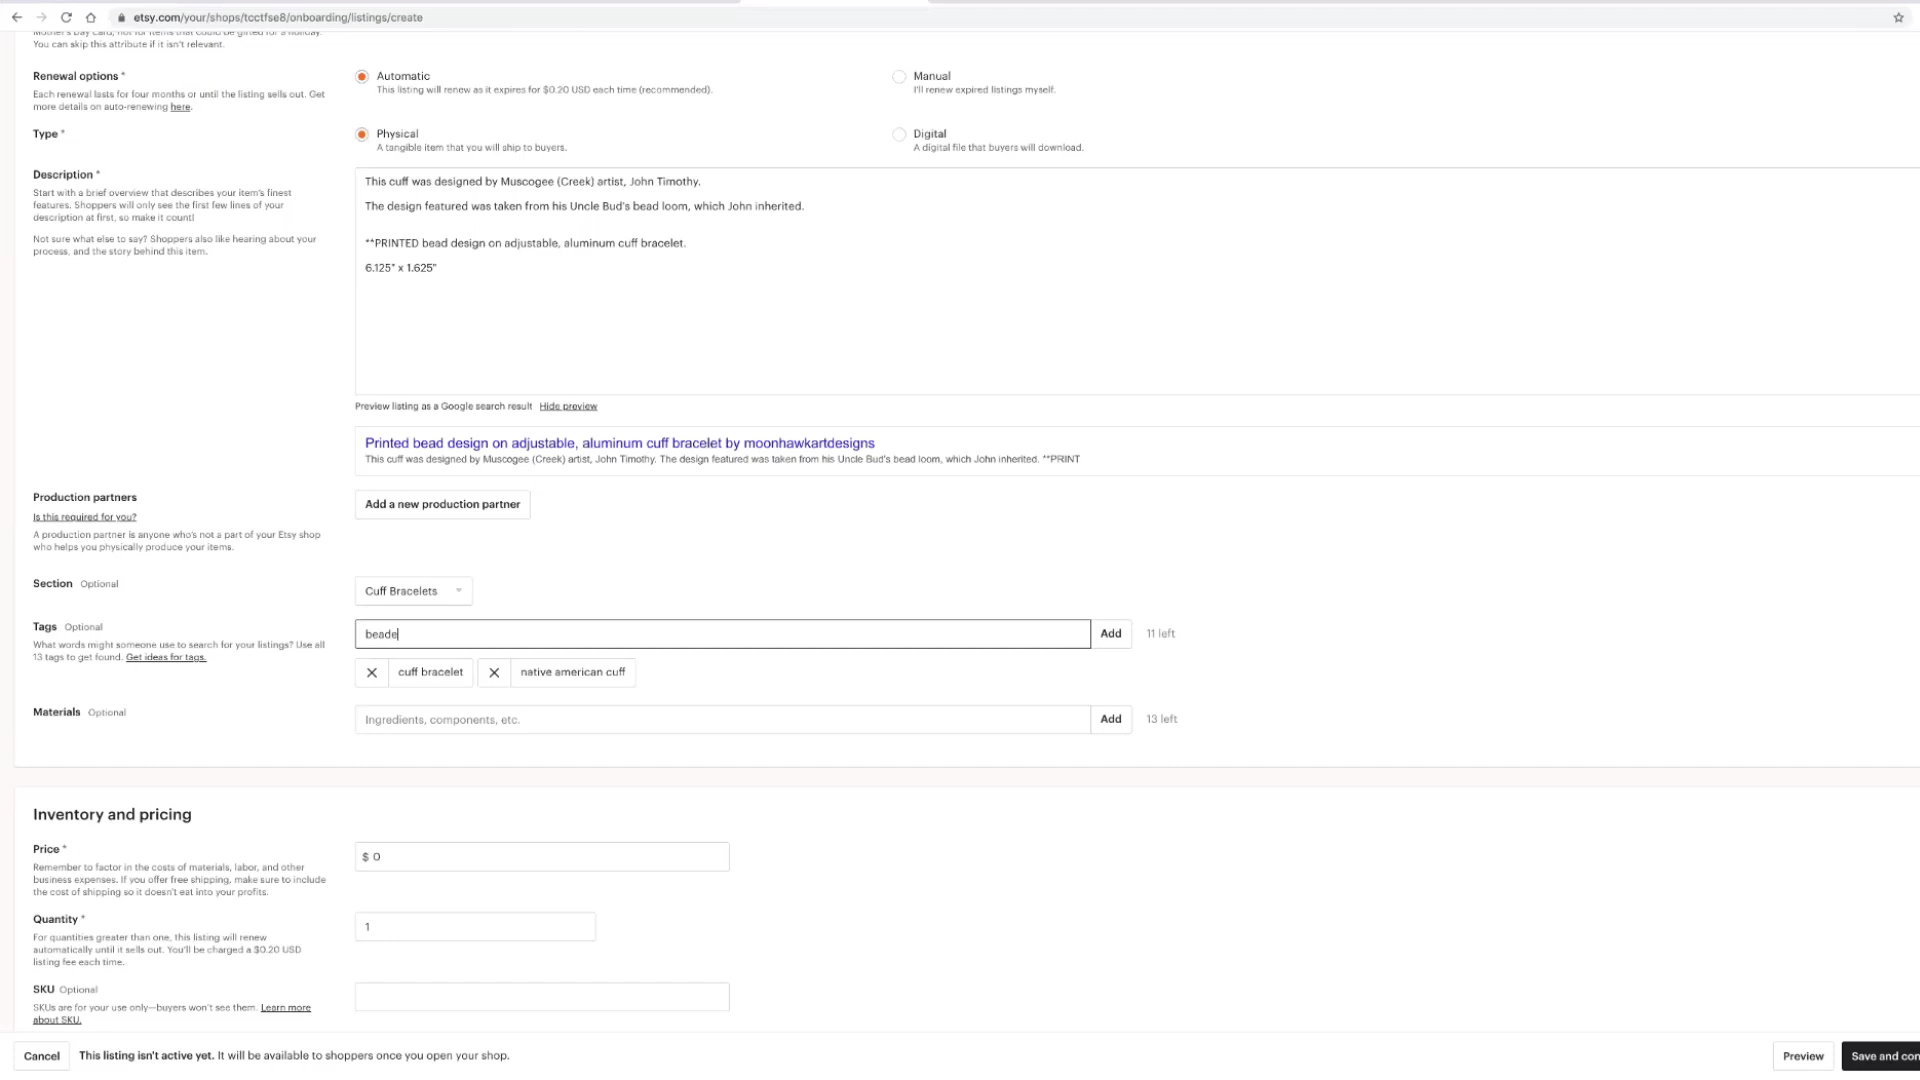 etsy.com/your/shops/tcctfse8/onboarding/listings/create
Mother's Day card, not for items that could be gifted for a holiday.
You can skip this attribute if it isn't relevant.
Renewal options *
Each renewal lasts for four months or until the listing sells out. Get
more details on auto-renewing here.
Automatic
This listing will renew as it expires for $0.20 USD each time (recommended).
Manual
I'll renew expired listings myself.
Type *
Physical
A tangible item that you will ship to buyers.
Digital
A digital file that buyers will download.
Description *
Start with a brief overview that describes your item's finest
features. Shoppers will only see the first few lines of your
description at first, so make it count!
Not sure what else to say? Shoppers also like hearing about your
process, and the story behind this item.
This cuff was designed by Muscogee (Creek) artist, John Timothy.
The design featured was taken from his Uncle Bud's bead loom, which John inherited.
**PRINTED bead design on adjustable, aluminum cuff bracelet.
6.125" x 1.625"
Preview listing as a Google search result Hide preview
Printed bead design on adjustable, aluminum cuff bracelet by moonhawkartdesigns
This cuff was designed by Muscogee (Creek) artist, John Timothy. The design featured was taken from his Uncle Bud's bead loom, which John inherited. **PRINT
Production partners
Is this required for you?
A production partner is anyone who's not a part of your Etsy shop
who helps you physically produce your items.
Add a new production partner
Section Optional
Cuff Bracelets
Tags Optional
What words might someone use to search for your listings? Use all
13 tags to get found. Get ideas for tags.
beade
Add
11 left
cuff bracelet
native american cuff
Materials Optional
Ingredients, components, etc.
Add
13 left
Inventory and pricing
Price *
Remember to factor in the costs of materials, labor, and other
business expenses. If you offer free shipping, make sure to include
the cost of shipping so it doesn't eat into your profits.
$ 0
Quantity *
For quantities greater than one, this listing will renew
automatically until it sells out. You'll be charged a $0.20 USD
listing fee each time.
1
SKU Optional
SKUs are for your use only—buyers won't see them. Learn more
about SKU.
Cancel
This listing isn't active yet. It will be available to shoppers once you open your shop.
Preview
Save and con